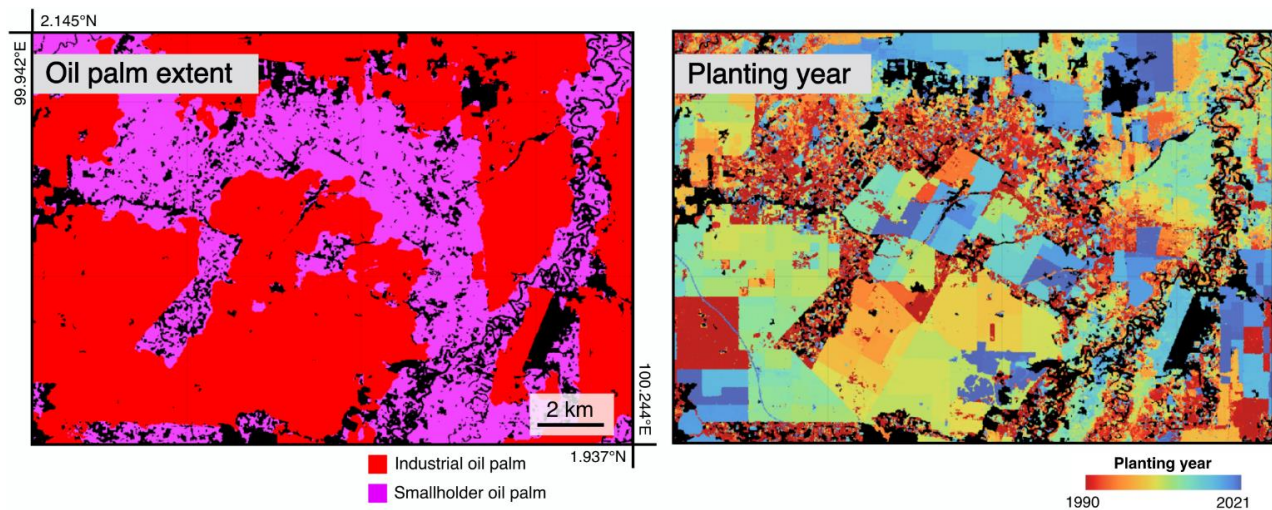 2.145°N
99.942°E
Oil palm extent
Planting year
2 km
100.244°E
1.937°N
Industrial oil palm
Smallholder oil palm
Planting year
1990 2021